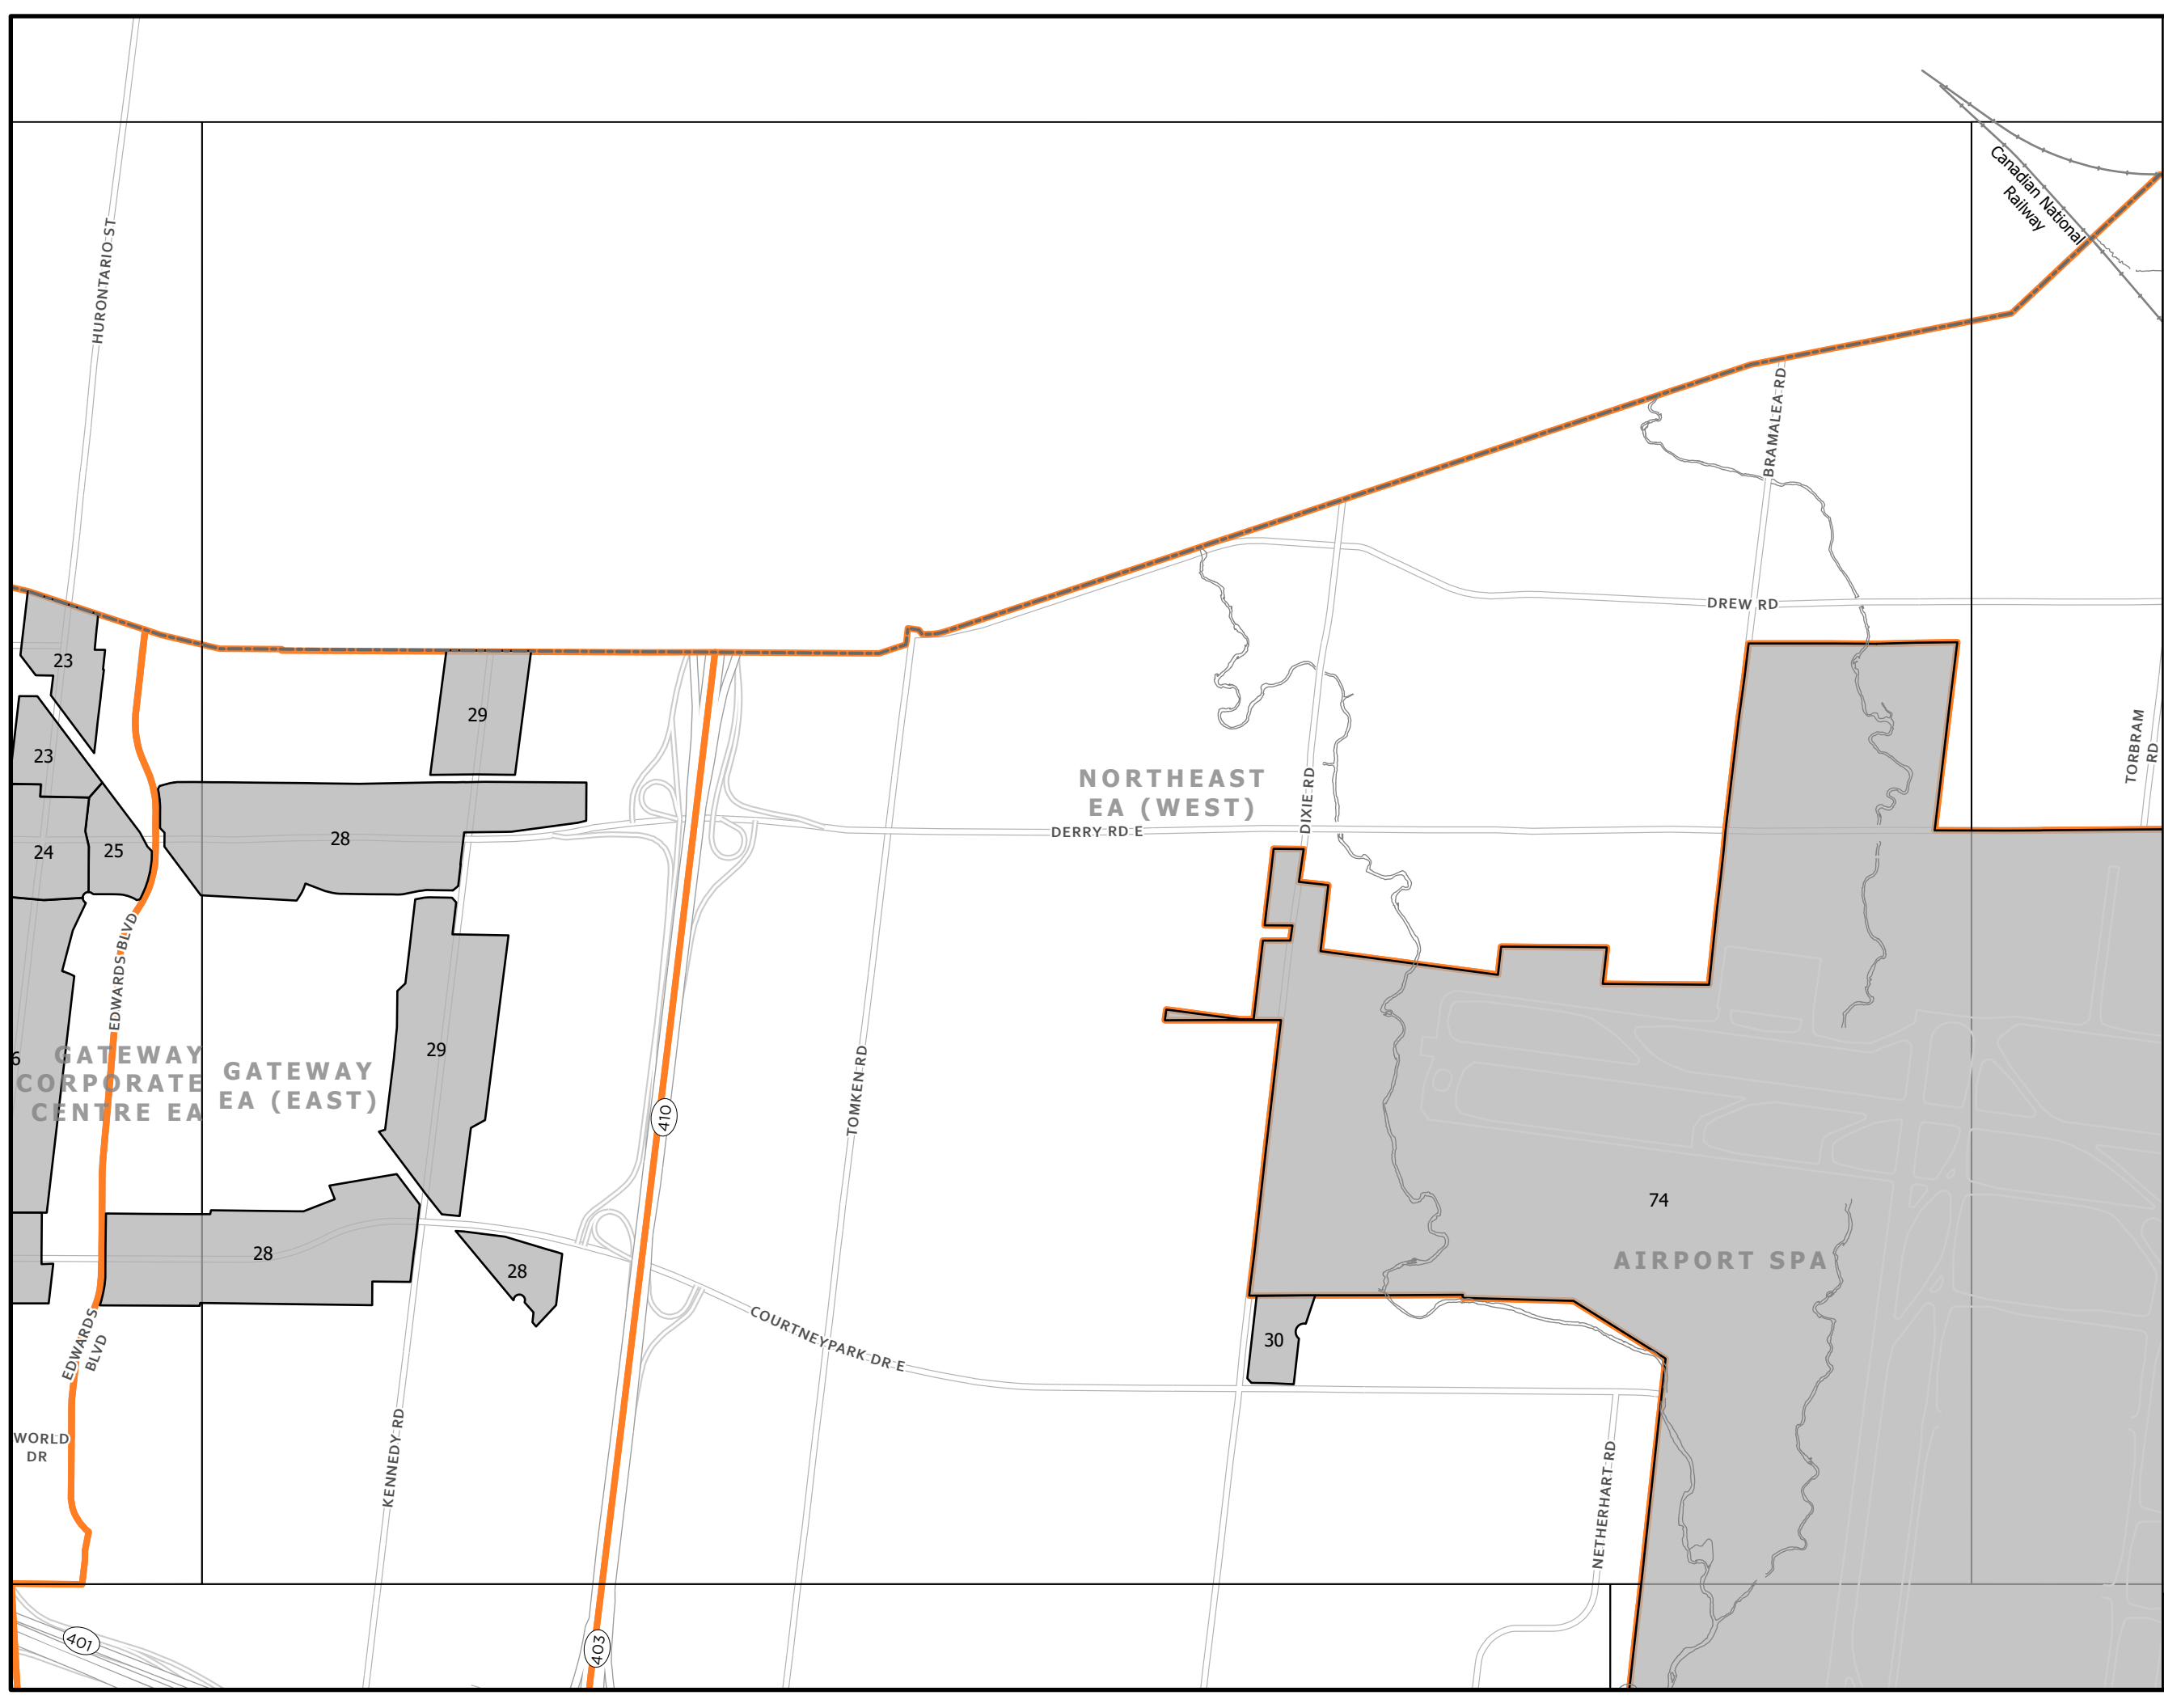 Canadian National
Railway
HURONTARIO ST
BRAMALEA RD
DREW RD
23
29
TORBRAM
RD
23
NORTHEAST
EA (WEST)
DIXIE RD
DERRY RD E
28
24
25
EDWARDS BLVD
29
6
GATEWAY
CORPORATE
CENTRE EA
GATEWAY
EA (EAST)
410
TOMKEN RD
74
AIRPORT SPA
28
28
30
EDWARDS
BLVD
COURTNEYPARK DR E
WORLD
DR
KENNEDY RD
NETHERHART RD
401
403